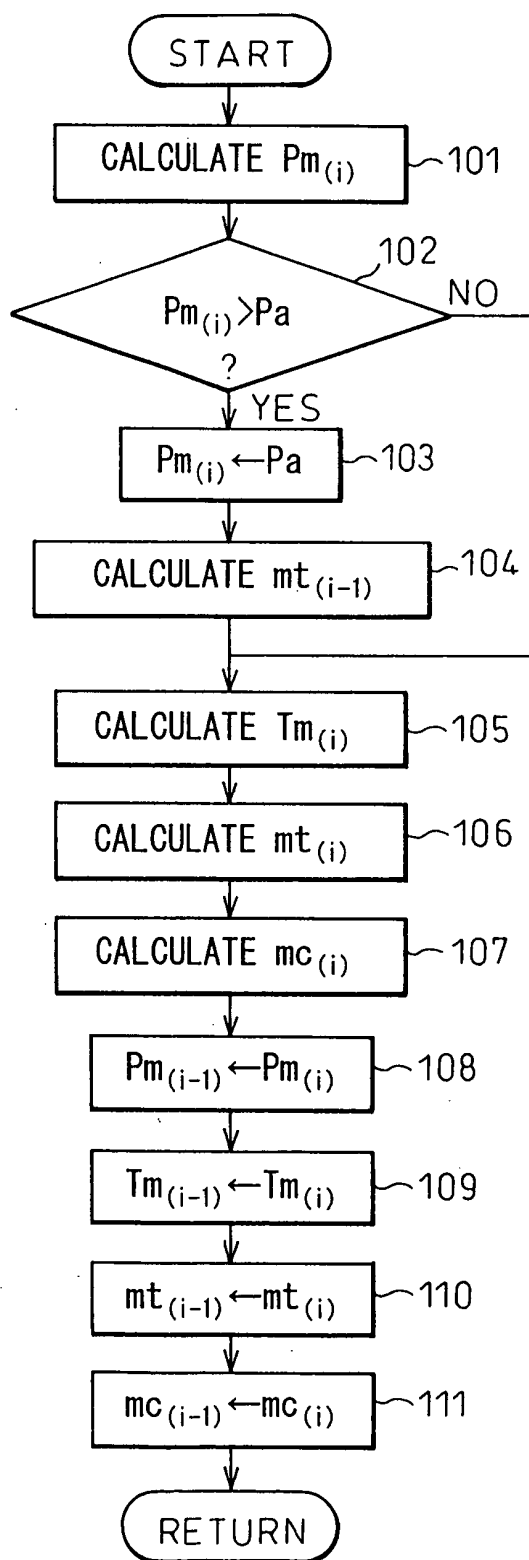 START
CALCULATE Pm(i)
101
102
NO
Pm(i)>Pa
?
YES
Pm(i)←Pa
103
CALCULATE mt(i-1)
104
CALCULATE Tm(i)
105
CALCULATE mt(i)
106
CALCULATE mc(i)
107
Pm(i-1)←Pm(i)
108
Tm(i-1)←Tm(i)
109
mt(i-1)←mt(i)
110
mc(i-1)←mc(i)
111
RETURN